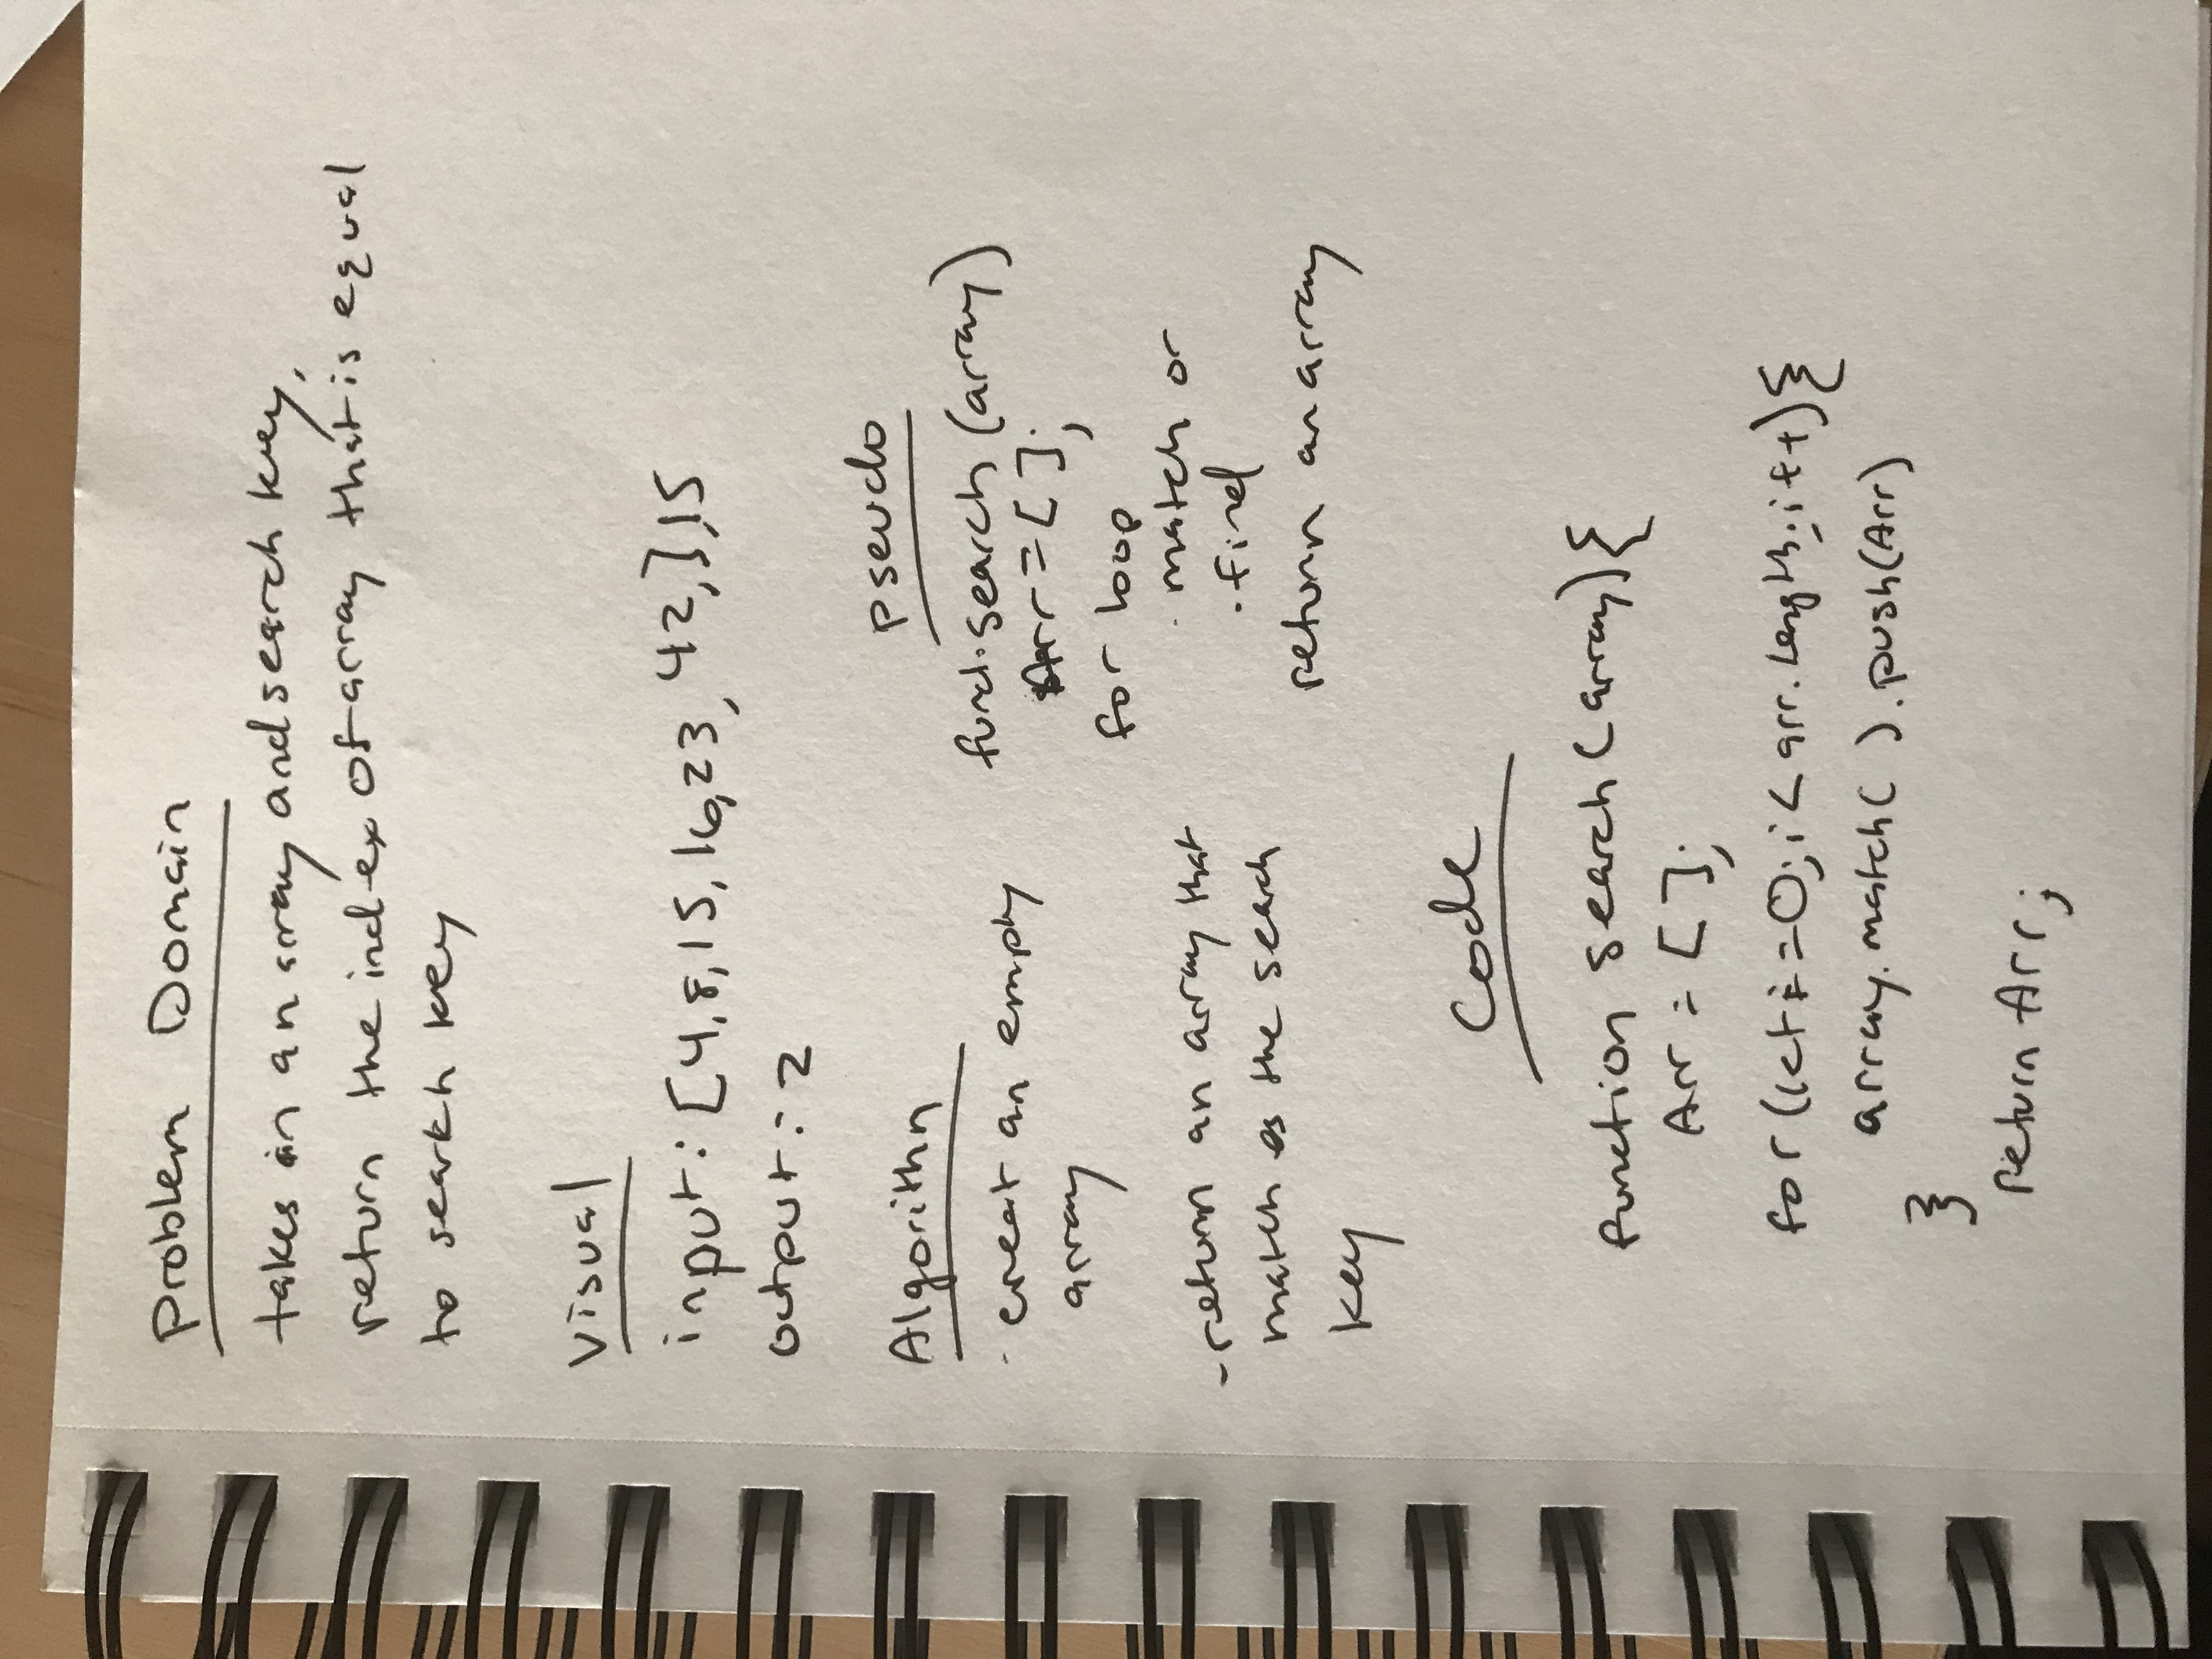 Problem Domain
takes in an array and search key,
return the index of array that is equal
to search key
Visual
input: [4,8,15,16,23,42,],15
output: 2
Algorithm
- creat an empty
array
- return an array that
match es the seach
key
pseudo
funct. search (array)
Arr = [ ];
for loop
. match or
. find
return an array
Code
function search (array) {
Arr = [ ];
for (let i = 0; i < arr. length; i++) {
array. match( ). push(Arr)
}
return Arr;